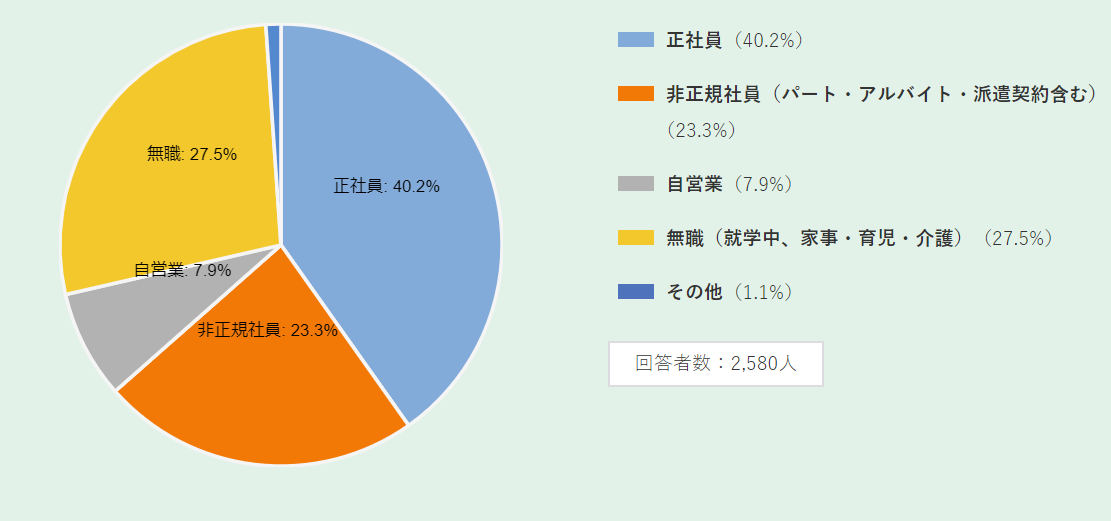 無職: 27.5%
正社員: 40.2%
自営業: 7.9%
非正規社員: 23.3%
正社員（40.2%）
非正規社員（パート・アルバイト・派遣契約含む）
（23.3%）
自営業（7.9%）
無職（就学中、家事・育児・介護）（27.5%）
その他（1.1%）
回答者数：2,580人